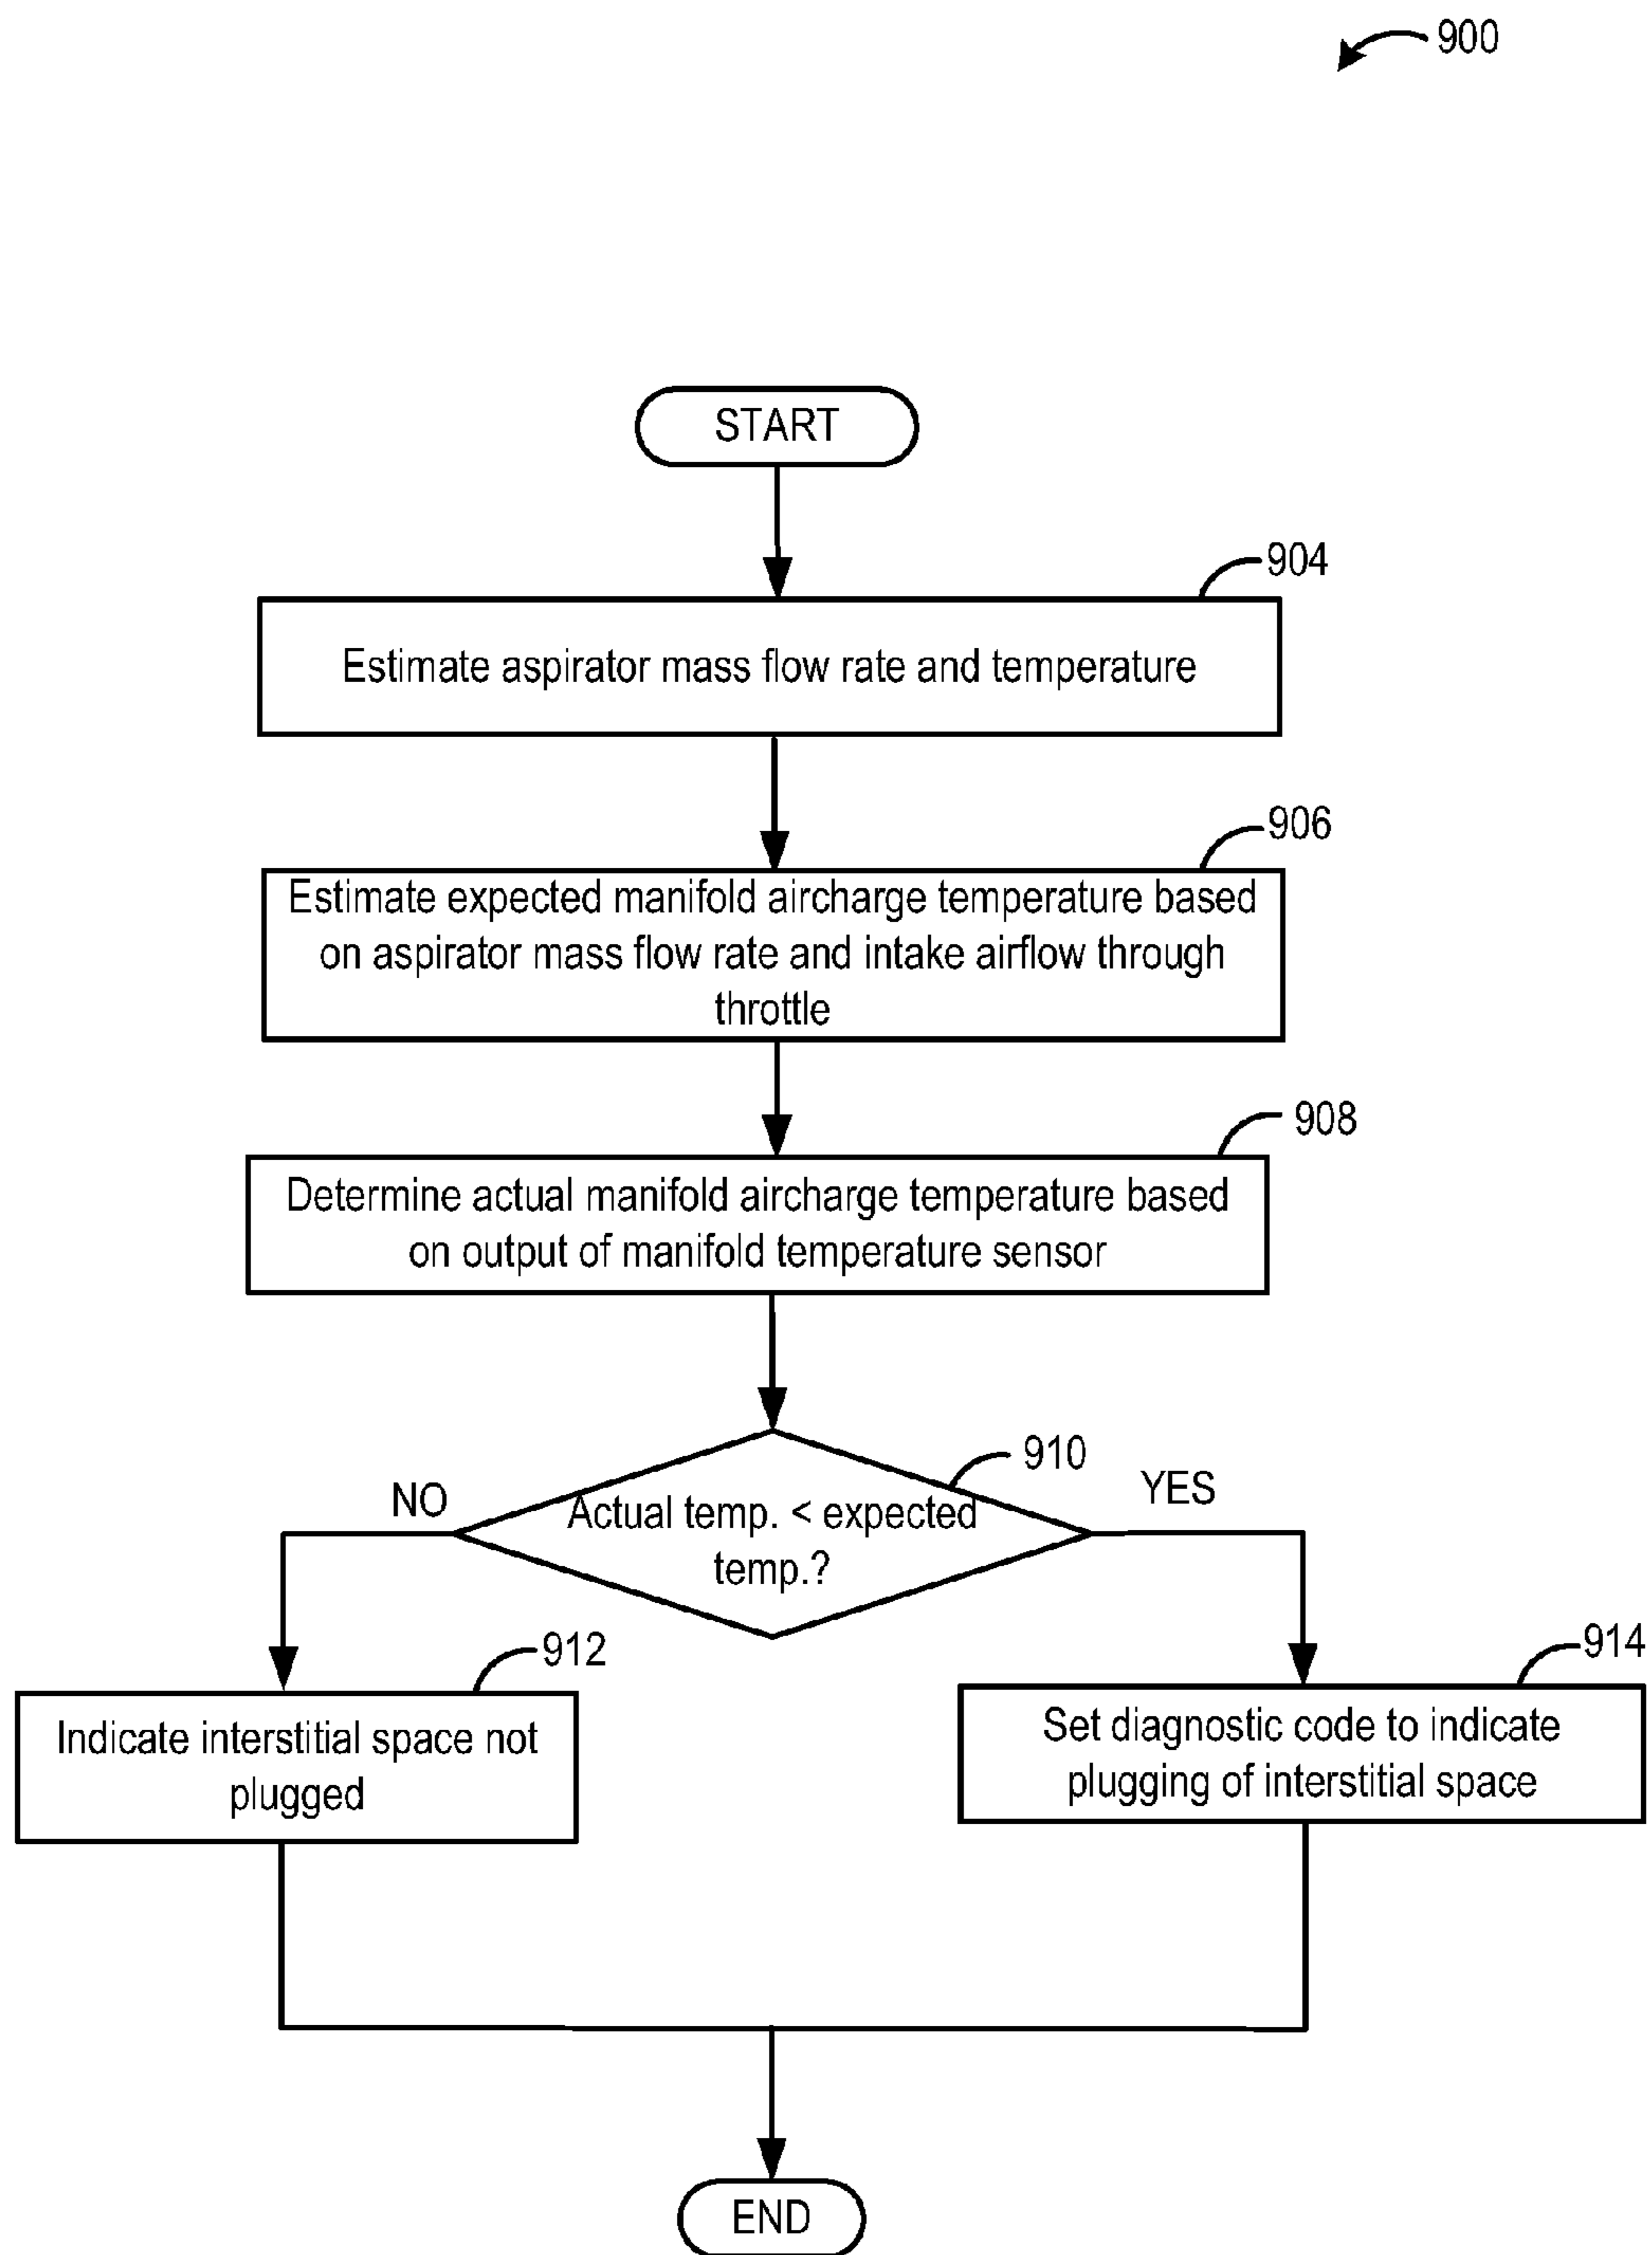 900
START
904
Estimate aspirator mass flow rate and temperature
906
Estimate expected manifold aircharge temperature based
on aspirator mass flow rate and intake airflow through
throttle
908
Determine actual manifold aircharge temperature based
on output of manifold temperature sensor
910
NO
YES
Actual temp. < expected
temp.?
912
Indicate interstitial space not
plugged
914
Set diagnostic code to indicate
plugging of interstitial space
END